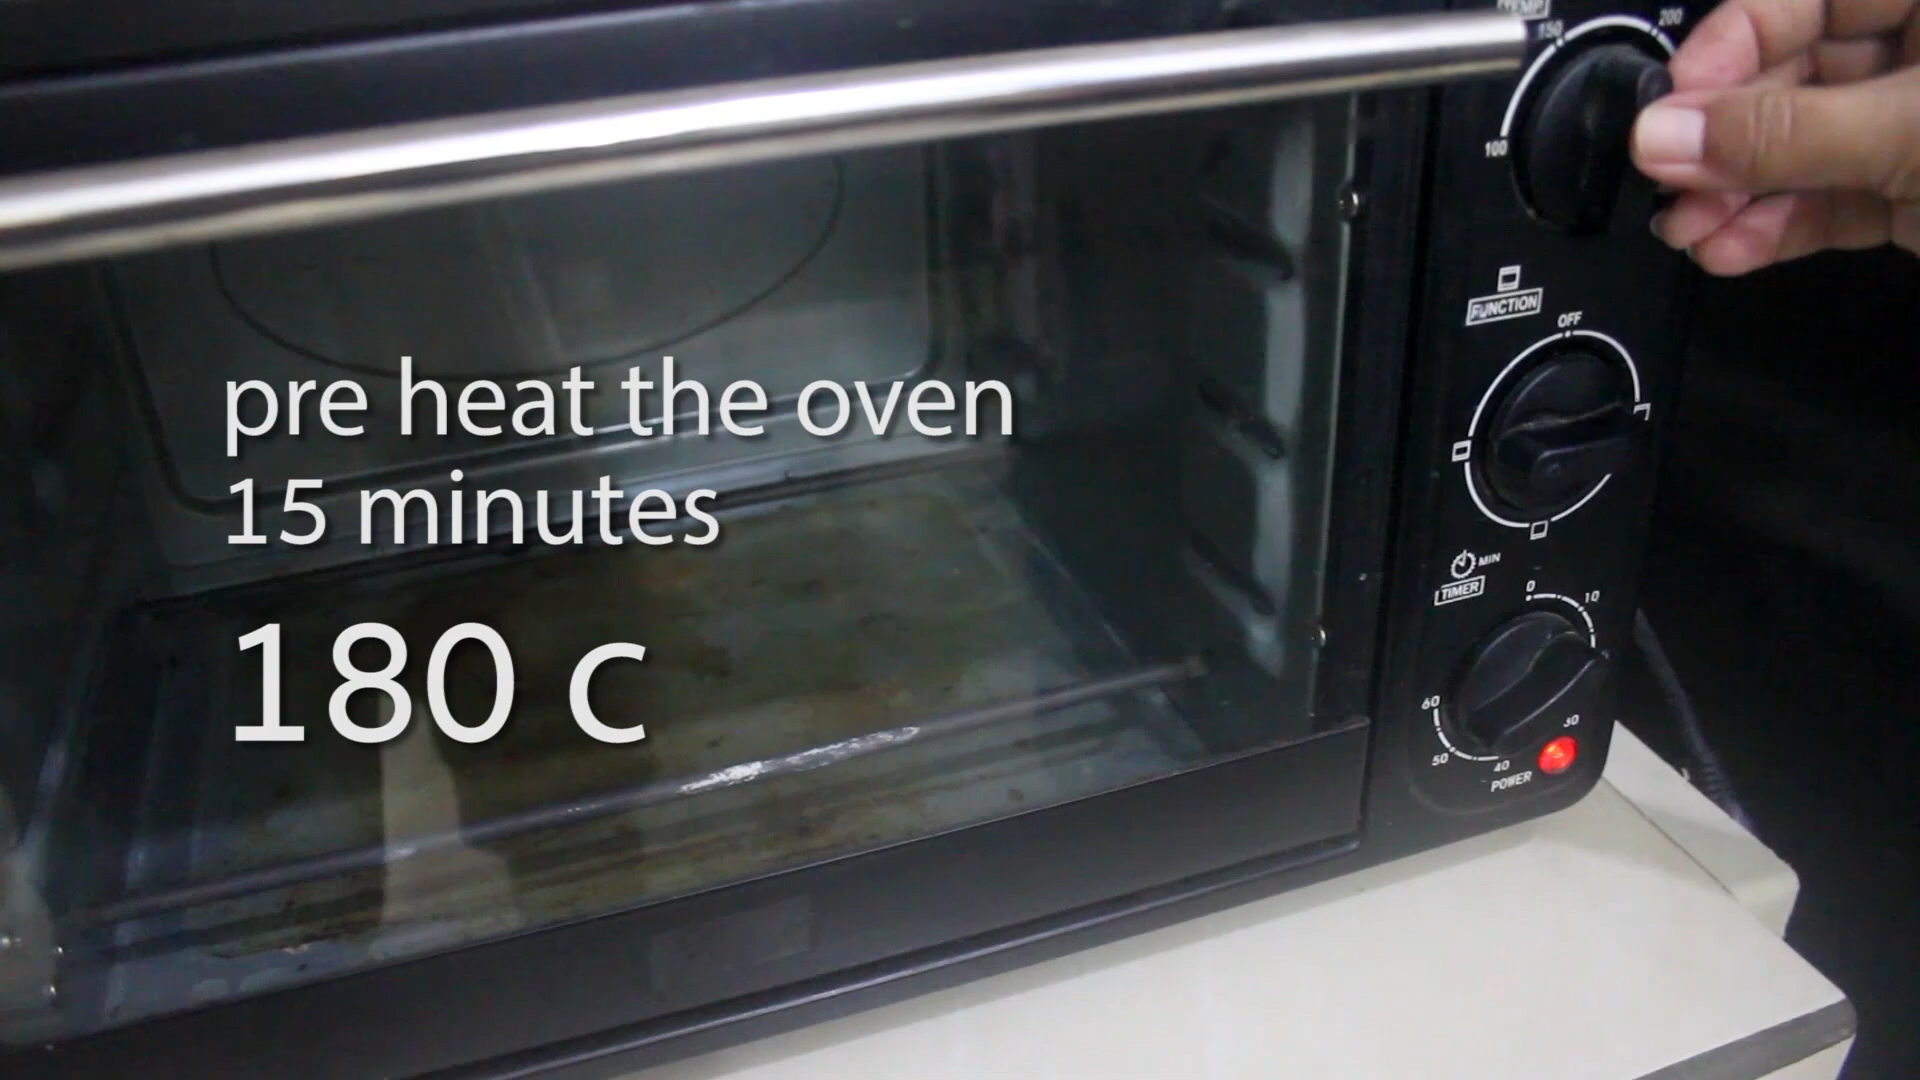 pre heat the oven
15 minutes
180 c
TEMP
150
200
100
FUNCTION
OFF
MIN
TIMER
0
10
60
30
50
40
POWER